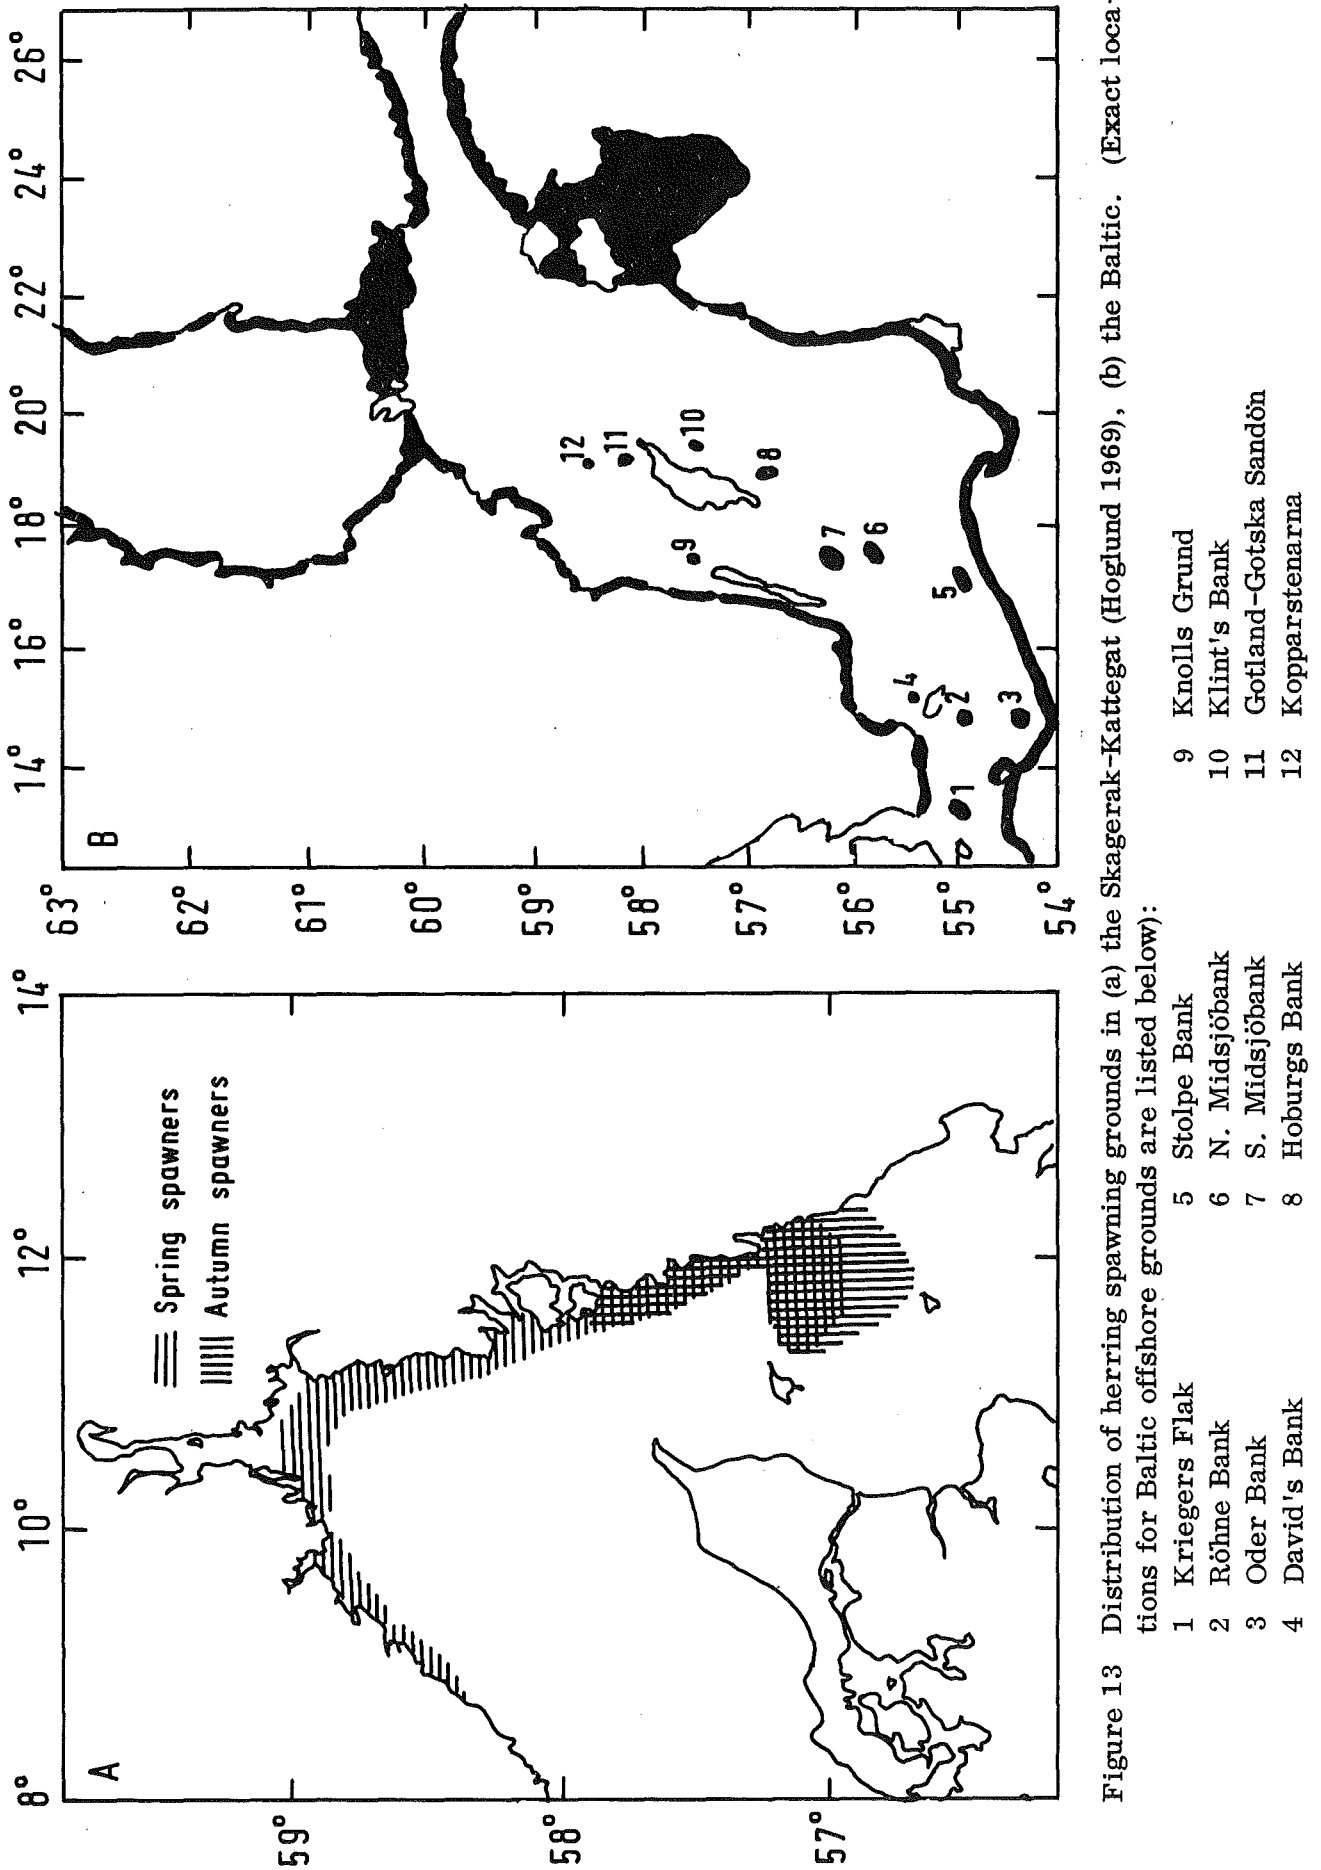 A
8°
10°
12°
14°
59°
58°
57°
Spring spawners
Autumn spawners
B
14°
16°
18°
20°
22°
24°
26°
63°
62°
61°
60°
59°
58°
57°
56°
55°
54°
12
11
10
8
9
7
6
5
4
2
3
1
Figure 13 Distribution of herring spawning grounds in (a) the Skagerak-Kattegat (Hoglund 1969), (b) the Baltic. (Exact loca-
tions for Baltic offshore grounds are listed below):
1 Kriegers Flak
2 Röhne Bank
3 Oder Bank
4 David's Bank
5 Stolpe Bank
6 N. Midsjöbank
7 S. Midsjöbank
8 Hoburgs Bank
9 Knolls Grund
10 Klint's Bank
11 Gotland-Gotska Sandön
12 Kopparstenarna